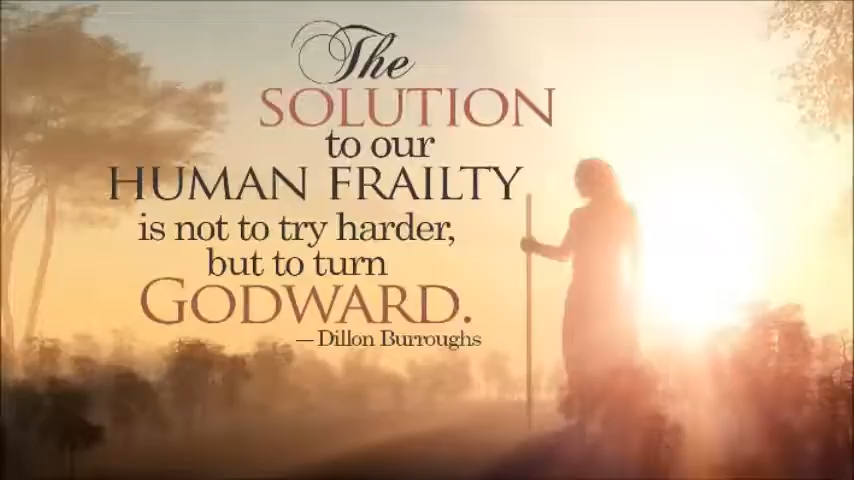 The
SOLUTION
to our
HUMAN FRAILTY
is not to try harder,
but to turn
GODWARD.
— Dillon Burroughs